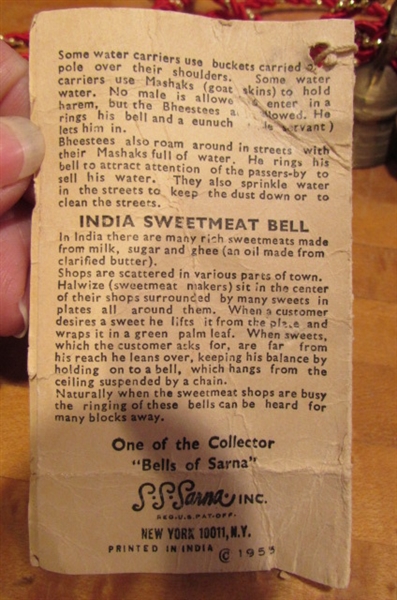 Some water carriers use buckets carried
pole over their shoulders. Some water
carriers use Mashaks (goat skins) to hold
water. No male is allowe enter in a
harem, but the Bheestees a llowed. He
rings his bell and a eunuch servant)
lets him in.
Bheestees also roam around in streets with
their Mashaks full of water. He rings his
bell to attract attention of the passers-by to
sell his water. They also sprinkle water
in the streets to keep the dust down or to
clean the streets.
INDIA SWEETMEAT BELL
In India there are many rich sweetmeats made
from milk, sugar and ghee (an oil made from
clarified butter).
Shops are scattered in various parts of town.
Halwize (sweetmeat makers) sit in the center
of their shops surrounded by many sweets in
plates all around them. When a customer
desires a sweet he lifts it from the plate and
wraps it in a green palm leaf. When sweets,
which the customer asks for, are far from
his reach he leans over, keeping his balance by
holding on to a bell, which hangs from the
ceiling suspended by a chain.
Naturally when the sweetmeat shops are busy
the ringing of these bells can be heard for
many blocks away.
One of the Collector
"Bells of Sarna"
S.S.Sarna INC.
REG.U.S.PAT-OFF.
NEW YORK 10011, N.Y.
PRINTED IN INDIA © 1953